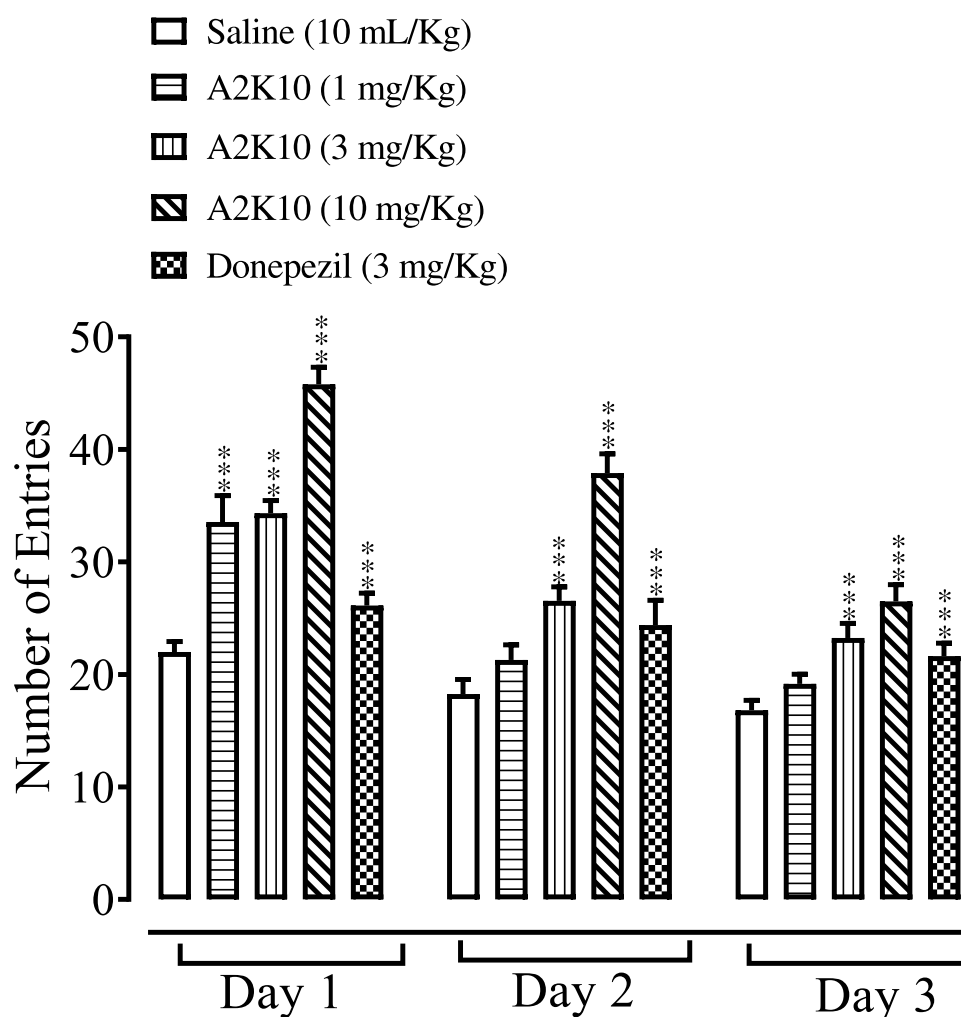 Saline (10 mL/Kg)
A2K10 (1 mg/Kg)
A2K10 (3 mg/Kg)
A2K10 (10 mg/Kg)
Donepezil (3 mg/Kg)
Number of Entries
50
40
30
20
10
0
***
***
***
***
***
***
***
***
***
***
Day 1
Day 2
Day 3